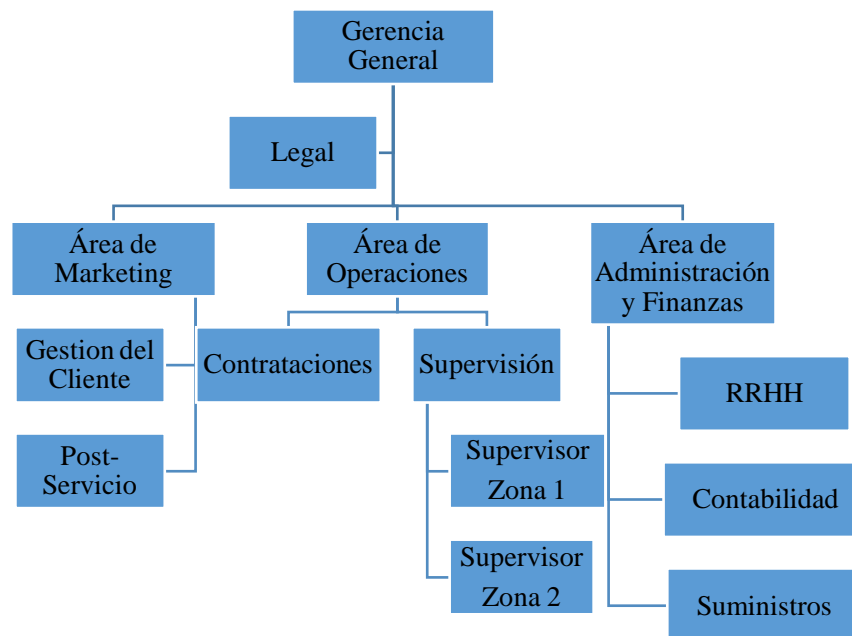 Gerencia
General
Legal
Área de
Marketing
Área de
Operaciones
Área de
Administración
y Finanzas
Gestion del
Cliente
Contrataciones
Supervisión
RRHH
Post-
Servicio
Supervisor
Zona 1
Contabilidad
Supervisor
Zona 2
Suministros